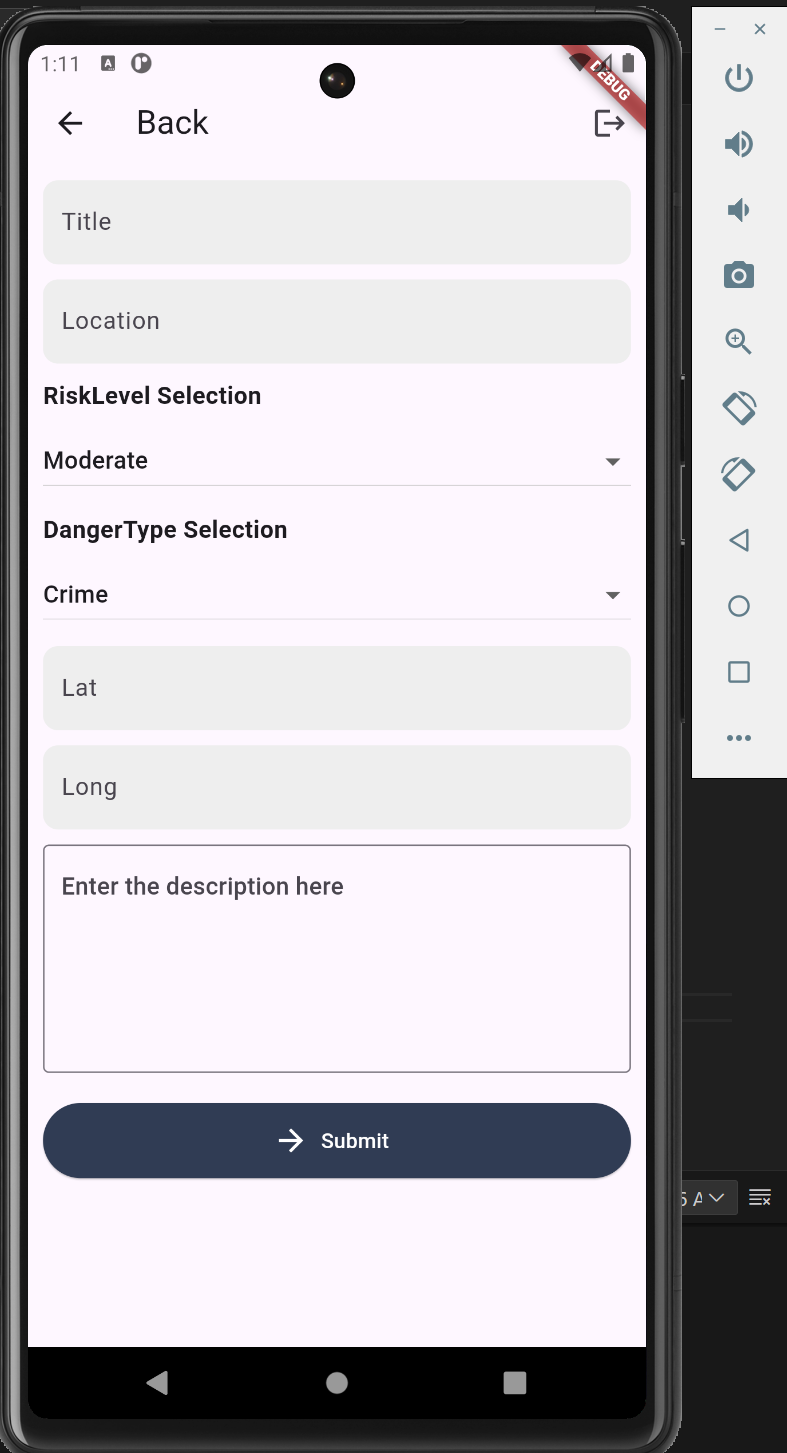 1:11
A
DEBUG
Back
Title
Location
RiskLevel Selection
Moderate
DangerType Selection
Crime
Lat
Long
Enter the description here
Submit
5 A